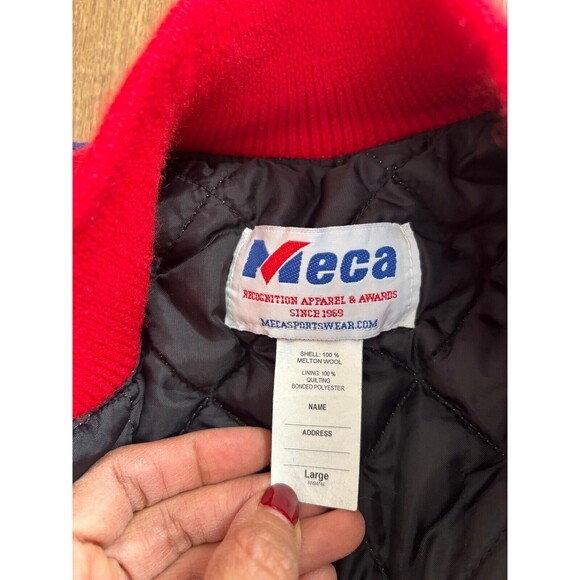 Meca
RECOGNITION APPAREL & AWARDS
SINCE 1969
MECASPORTSWEAR.COM
SHELL: 100 %
MELTON WOOL
LINING: 100 %
QUILTING
BONDED POLYESTER
NAME
ADDRESS
Large